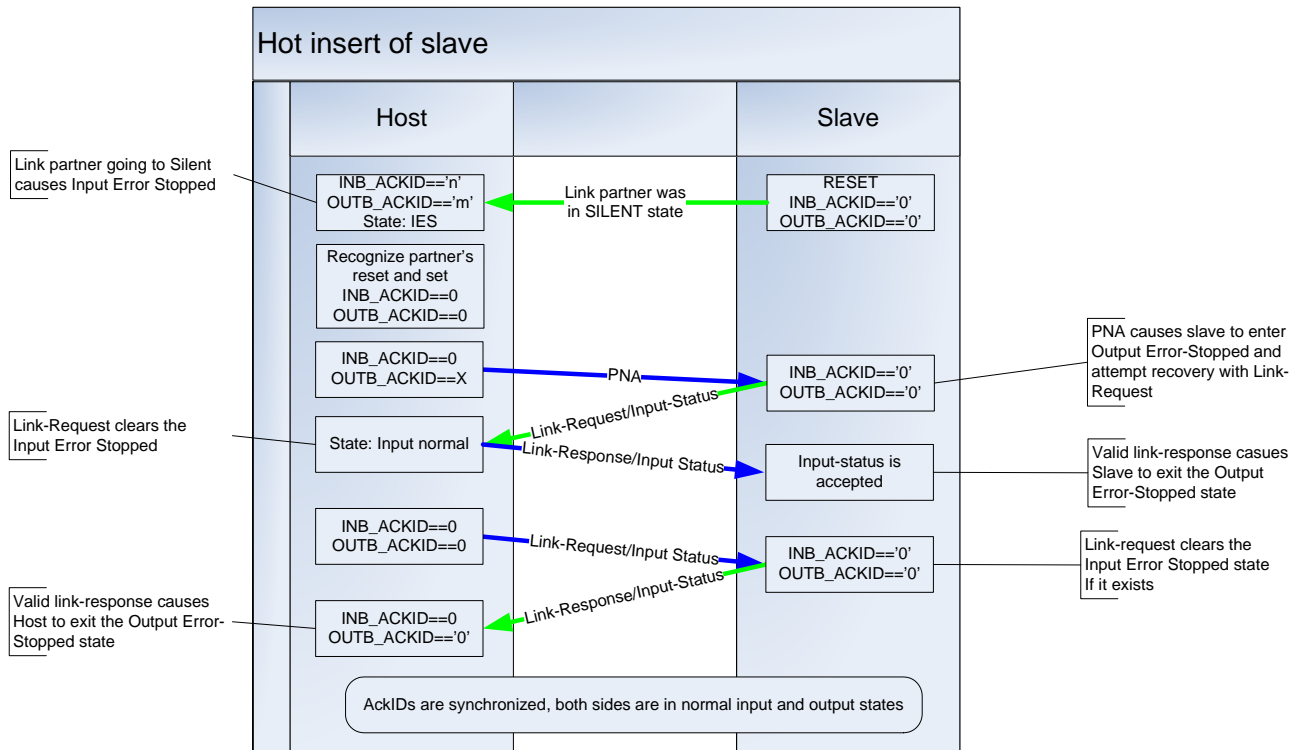 Hot insert of slave
Host
Slave
Link partner going to Silent
causes Input Error Stopped
INB_ACKID=='n'
OUTB_ACKID=='m'
State: IES
Link partner was
in SILENT state
RESET
INB_ACKID=='0'
OUTB_ACKID=='0'
Recognize partner's
reset and set
INB_ACKID==0
OUTB_ACKID==0
INB_ACKID==0
OUTB_ACKID==X
PNA
INB_ACKID=='0'
OUTB_ACKID=='0'
PNA causes slave to enter
Output Error-Stopped and
attempt recovery with Link-
Request
Link-Request/Input-Status
Link-Request clears the
Input Error Stopped
State: Input normal
Link-Response/Input Status
Input-status is
accepted
Valid link-response casues
Slave to exit the Output
Error-Stopped state
INB_ACKID==0
OUTB_ACKID==0
Link-Request/Input Status
INB_ACKID=='0'
OUTB_ACKID=='0'
Link-request clears the
Input Error Stopped state
If it exists
Link-Response/Input-Status
Valid link-response causes
Host to exit the Output Error-
Stopped state
INB_ACKID==0
OUTB_ACKID=='0'
AckIDs are synchronized, both sides are in normal input and output states